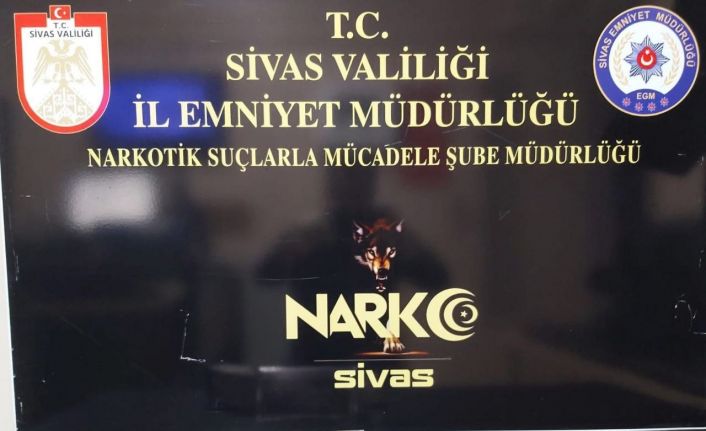 T.C.
SİVAS VALİLİĞİ
T.C.
SİVAS VALİLİĞİ
İL EMNİYET MÜDÜRLÜĞÜ
NARKOTİK SUÇLARLA MÜCADELE ŞUBE MÜDÜRLÜĞÜ
SİVAS EMNİYET MÜDÜRLÜĞÜ
EGM
NARKO
sivas